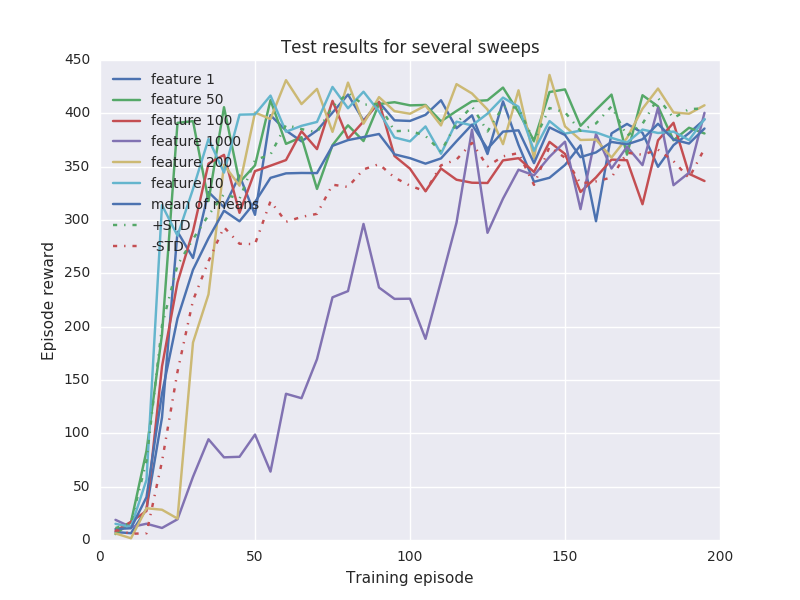 Test results for several sweeps
450
400
350
300
250
200
150
100
50
0
feature 1
feature 50
feature 100
feature 1000
feature 200
feature 10
mean of means
+STD
-STD
Episode reward
0 50 100 150 200
Training episode